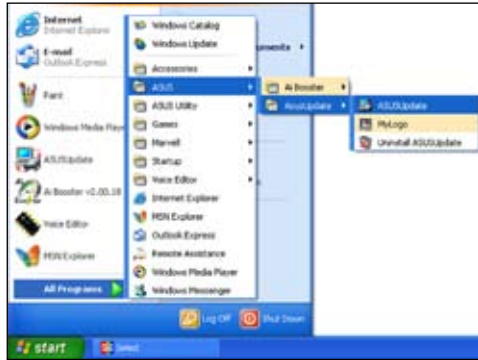 Internet
Internet Explorer
E-mail
Outlook Express
Paint
Windows Media Player
ASUSUpdate
Ai Booster v2.00.18
Voice Editor
MSN Explorer
All Programs
Windows Catalog
Windows Update
Accessories
ASUS
ASUS Utility
Games
Marvell
Startup
Voice Editor
Internet Explorer
MSN Explorer
Outlook Express
Remote Assistance
Windows Media Player
Windows Messenger
Ai Booster
AsusUpdate
ASUSUpdate
MyLogo
Uninstall ASUSUpdate
Log Off
Shut Down
start